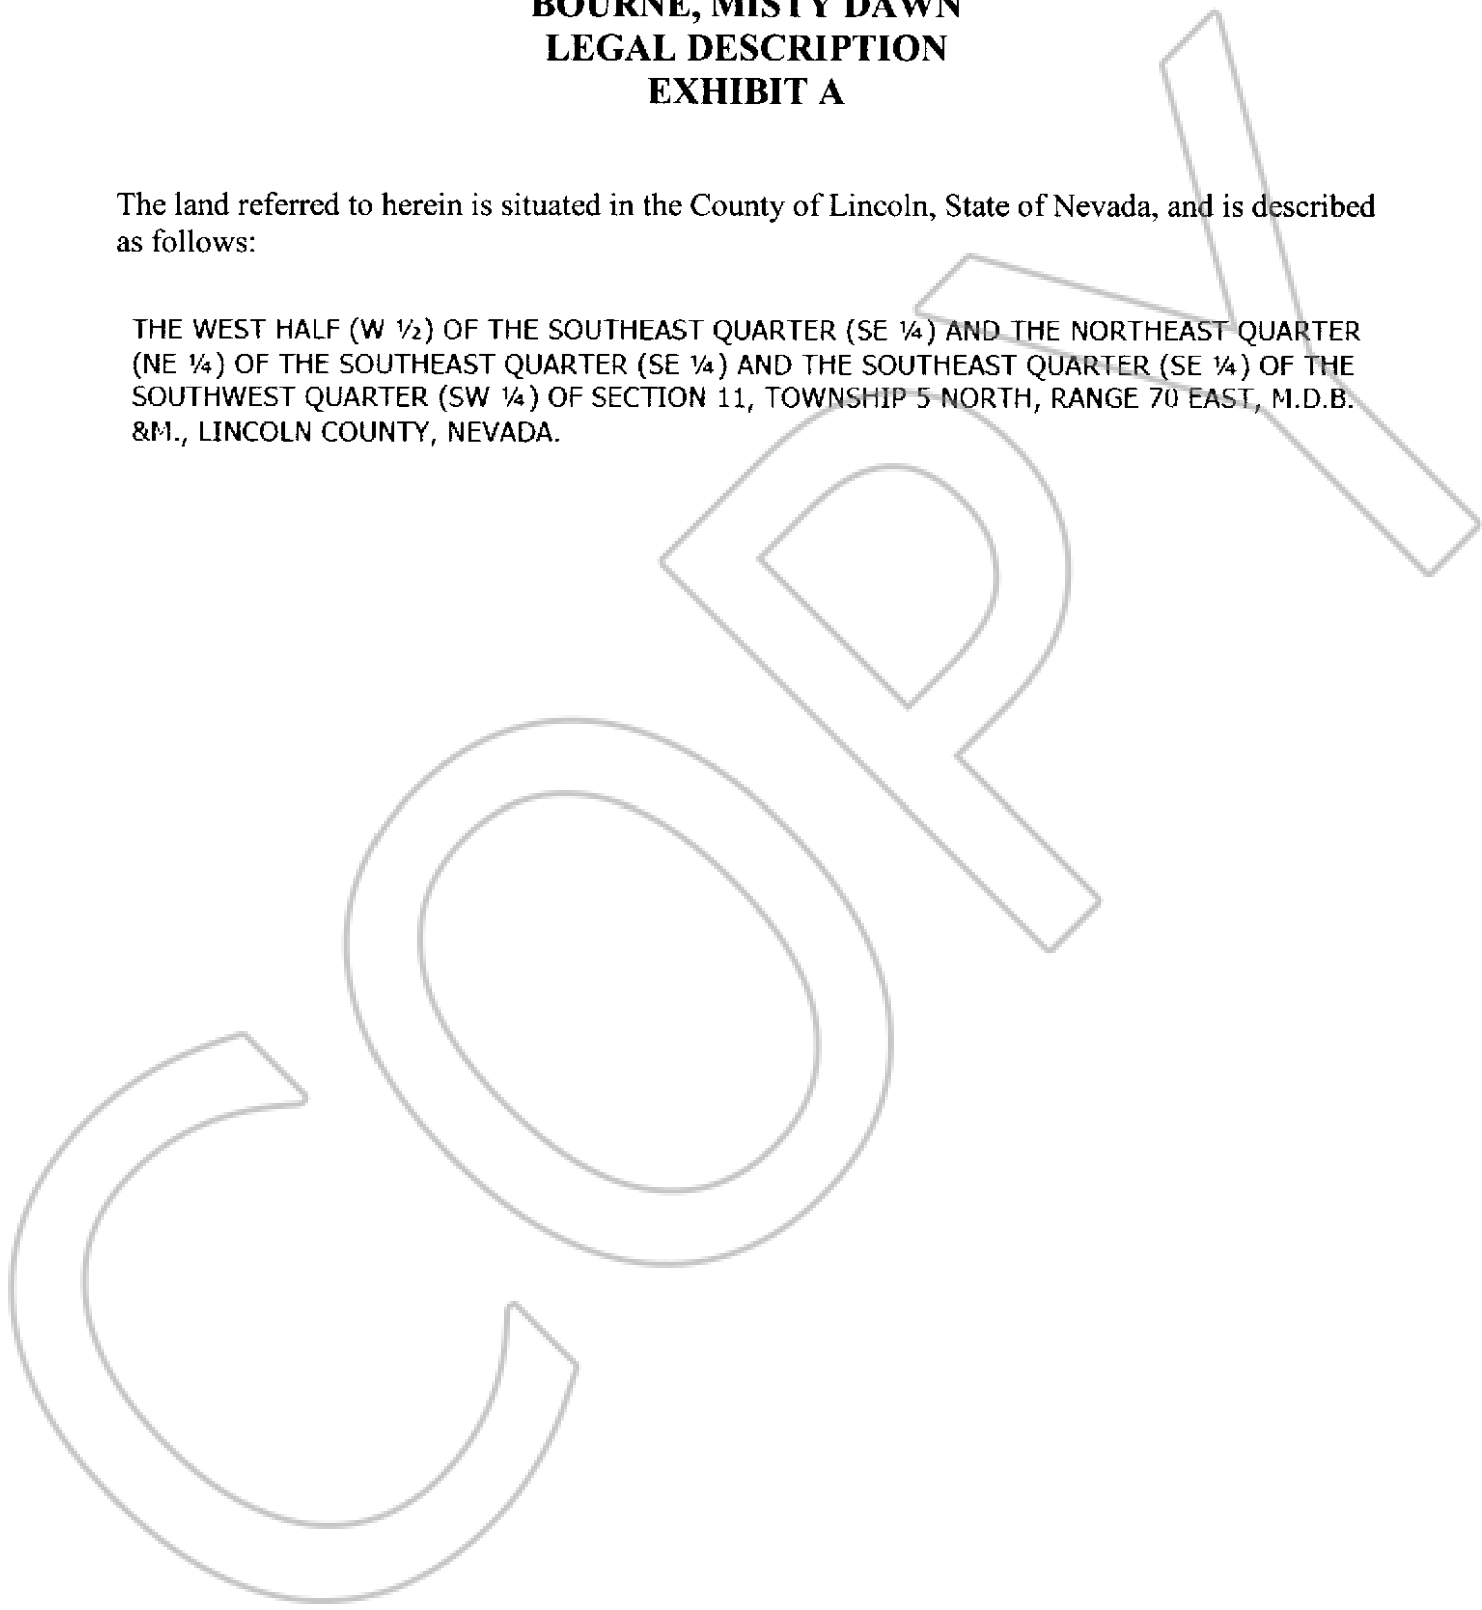 BOURNE, MISTY DAWN
LEGAL DESCRIPTION
EXHIBIT A
The land referred to herein is situated in the County of Lincoln, State of Nevada, and is described
as follows:
THE WEST HALF (W ½) OF THE SOUTHEAST QUARTER (SE ¼) AND THE NORTHEAST QUARTER
(NE ¼) OF THE SOUTHEAST QUARTER (SE ¼) AND THE SOUTHEAST QUARTER (SE ¼) OF THE
SOUTHWEST QUARTER (SW ¼) OF SECTION 11, TOWNSHIP 5 NORTH, RANGE 70 EAST, M.D.B.
&M., LINCOLN COUNTY, NEVADA.
COPY